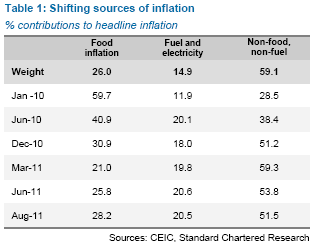 Table 1: Shifting sources of inflation
% contributions to headline inflation
Food inflation Fuel and electricity Non-food, non-fuel
Weight 26.0 14.9 59.1
Jan -10 59.7 11.9 28.5
Jun-10 40.9 20.1 38.4
Dec-10 30.9 18.0 51.2
Mar-11 21.0 19.8 59.3
Jun-11 25.8 20.6 53.8
Aug-11 28.2 20.5 51.5
Sources: CEIC, Standard Chartered Research